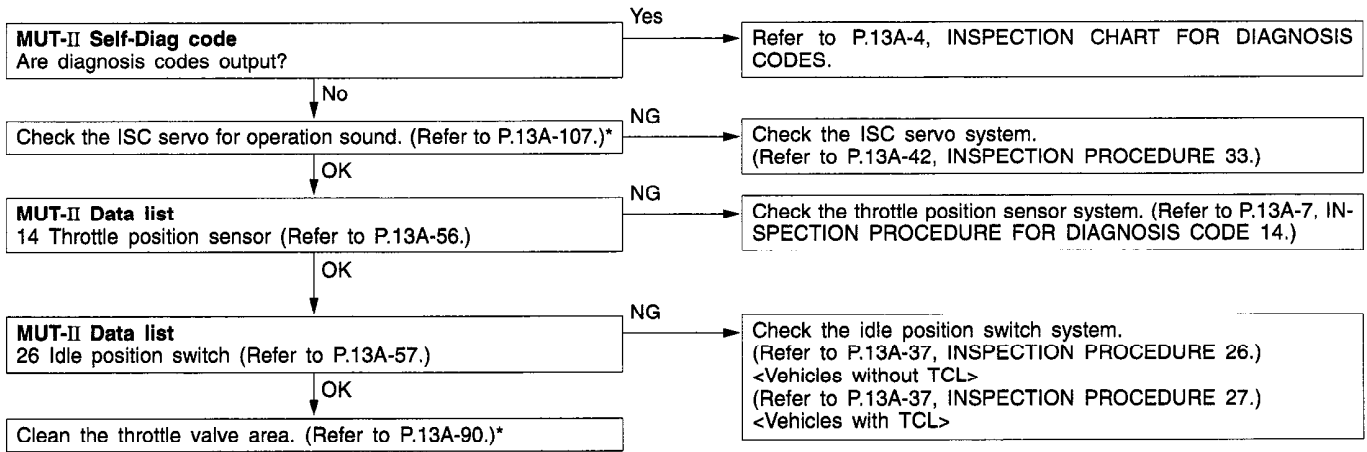 MUT-II Self-Diag code
Are diagnosis codes output?
Yes
Refer to P.13A-4, INSPECTION CHART FOR DIAGNOSIS
CODES.
No
Check the ISC servo for operation sound. (Refer to P.13A-107.)*
NG
Check the ISC servo system.
(Refer to P.13A-42, INSPECTION PROCEDURE 33.)
OK
MUT-II Data list
14 Throttle position sensor (Refer to P.13A-56.)
NG
Check the throttle position sensor system. (Refer to P.13A-7, IN-
SPECTION PROCEDURE FOR DIAGNOSIS CODE 14.)
OK
MUT-II Data list
26 Idle position switch (Refer to P.13A-57.)
NG
Check the idle position switch system.
(Refer to P.13A-37, INSPECTION PROCEDURE 26.)
<Vehicles without TCL>
(Refer to P.13A-37, INSPECTION PROCEDURE 27.)
<Vehicles with TCL>
OK
Clean the throttle valve area. (Refer to P.13A-90.)*